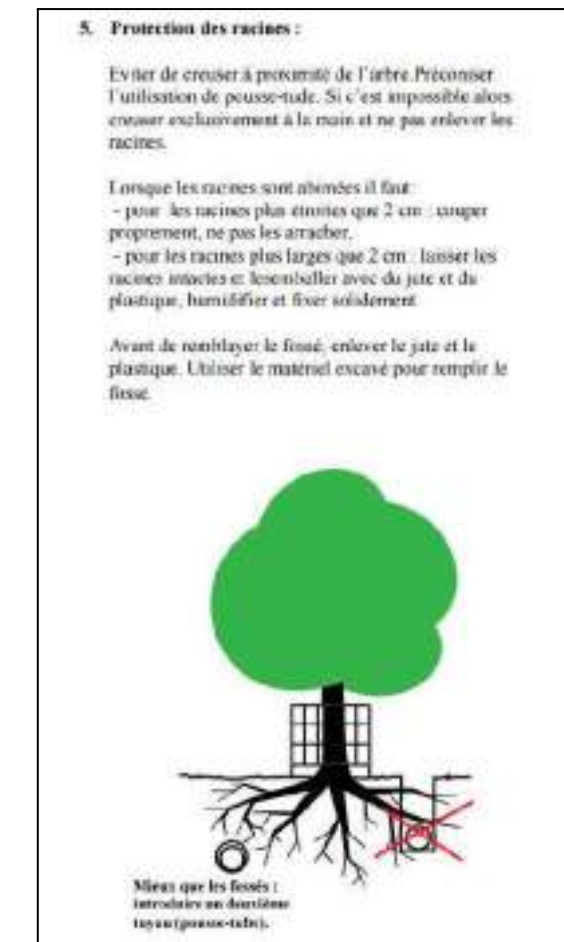 5. Protection des racines :
Eviter de creuser à proximité de l'arbre.Préconiser
l'utilisation de pousse-tude. Si c'est impossible alors
creuser exclusivement à la main et ne pas enlever les
racines.
Lorsque les racines sont abimées il faut:
- pour les racines plus étroites que 2 cm : couper
proprement, ne pas les arracher,
- pour les racines plus larges que 2 cm : laisser les
racines intactes et lesemballer avec du jute et du
plastique, humidifier et fixer solidement
Avant de remblayer le fossé, enlever le jute et le
plastique. Utiliser le matériel excavé pour remplir le
fossé.
Mieux que les fossés :
introduire un deuxième
tuyau(pousse-tube).